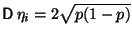 D η_i = 2√(p(1 − p))